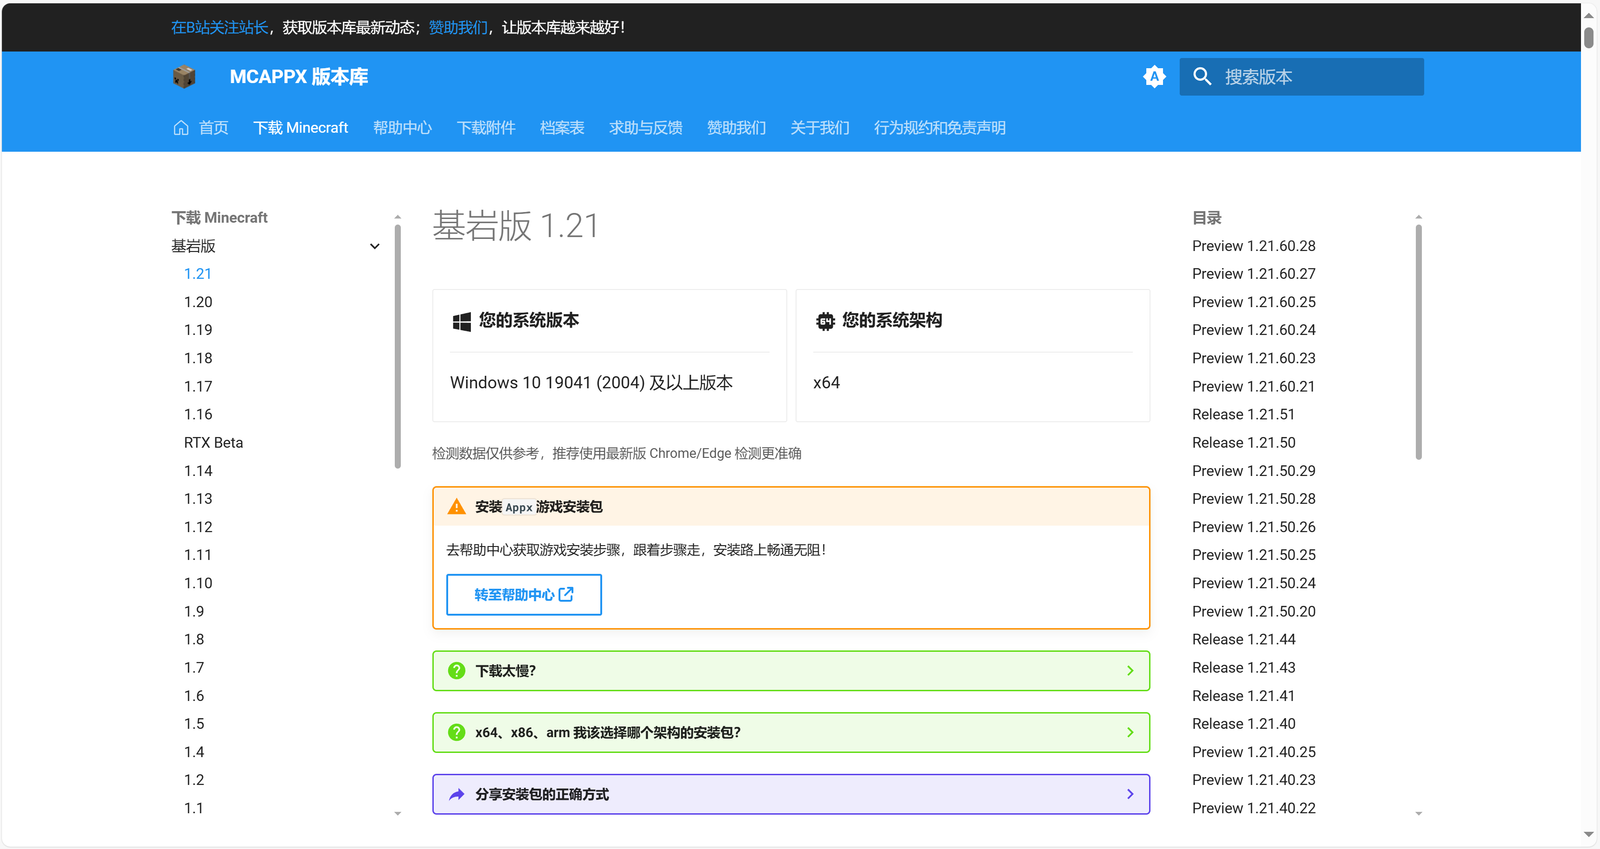 在B站关注站长，获取版本库最新动态；赞助我们，让版本库越来越好！
MCAPPX 版本库
A
搜索版本
首页
下载 Minecraft
帮助中心
下载附件
档案表
求助与反馈
赞助我们
关于我们
行为规约和免责声明
下载 Minecraft
基岩版
1.21
1.20
1.19
1.18
1.17
1.16
RTX Beta
1.14
1.13
1.12
1.11
1.10
1.9
1.8
1.7
1.6
1.5
1.4
1.2
1.1
基岩版 1.21
您的系统版本
Windows 10 19041 (2004) 及以上版本
您的系统架构
x64
检测数据仅供参考，推荐使用最新版 Chrome/Edge 检测更准确
安装 Appx 游戏安装包
去帮助中心获取游戏安装步骤，跟着步骤走，安装路上畅通无阻！
转至帮助中心
下载太慢？
x64、x86、arm 我该选择哪个架构的安装包？
分享安装包的正确方式
目录
Preview 1.21.60.28
Preview 1.21.60.27
Preview 1.21.60.25
Preview 1.21.60.24
Preview 1.21.60.23
Preview 1.21.60.21
Release 1.21.51
Release 1.21.50
Preview 1.21.50.29
Preview 1.21.50.28
Preview 1.21.50.26
Preview 1.21.50.25
Preview 1.21.50.24
Preview 1.21.50.20
Release 1.21.44
Release 1.21.43
Release 1.21.41
Release 1.21.40
Preview 1.21.40.25
Preview 1.21.40.23
Preview 1.21.40.22